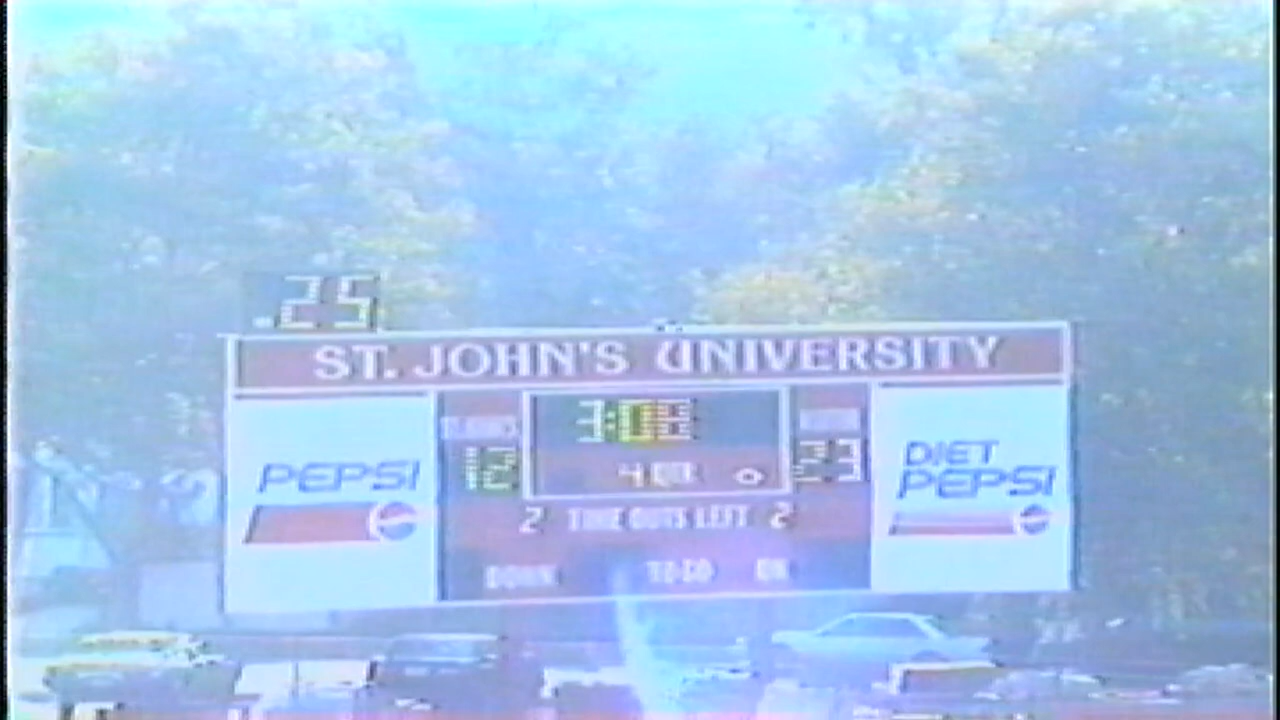 .25
ST. JOHN'S UNIVERSITY
3:08
12
23
4 QTR
PEPSI
DIET
PEPSI
2 TIME OUTS LEFT 2
DOWN TO GO ON